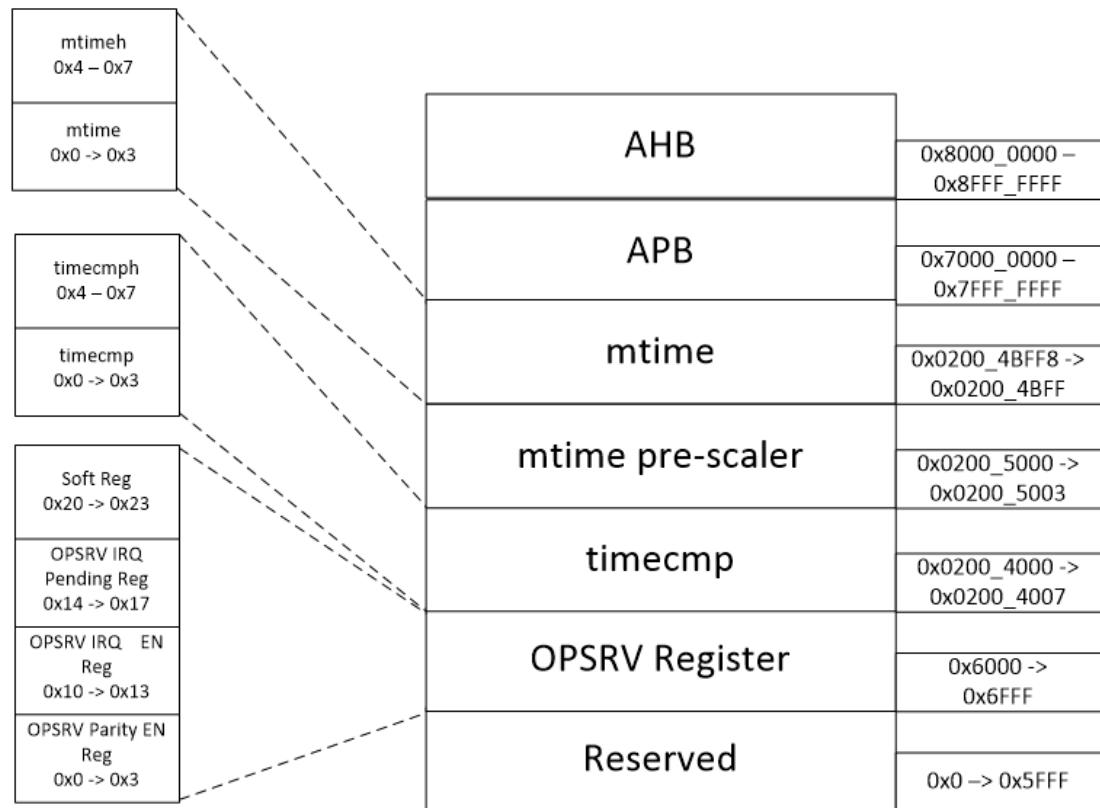 mtimeh
0x4 – 0x7
mtime
0x0 -> 0x3
timecmph
0x4 – 0x7
timecmp
0x0 -> 0x3
Soft Reg
0x20 -> 0x23
OPSRV IRQ
Pending Reg
0x14 -> 0x17
OPSRV IRQ EN
Reg
0x10 -> 0x13
OPSRV Parity EN
Reg
0x0 -> 0x3
AHB
0x8000_0000 –
0x8FFF_FFFF
APB
0x7000_0000 –
0x7FFF_FFFF
mtime
0x0200_4BFF8 ->
0x0200_4BFF
mtime pre-scaler
0x0200_5000 ->
0x0200_5003
timecmp
0x0200_4000 ->
0x0200_4007
OPSRV Register
0x6000 ->
0x6FFF
Reserved
0x0 –> 0x5FFF